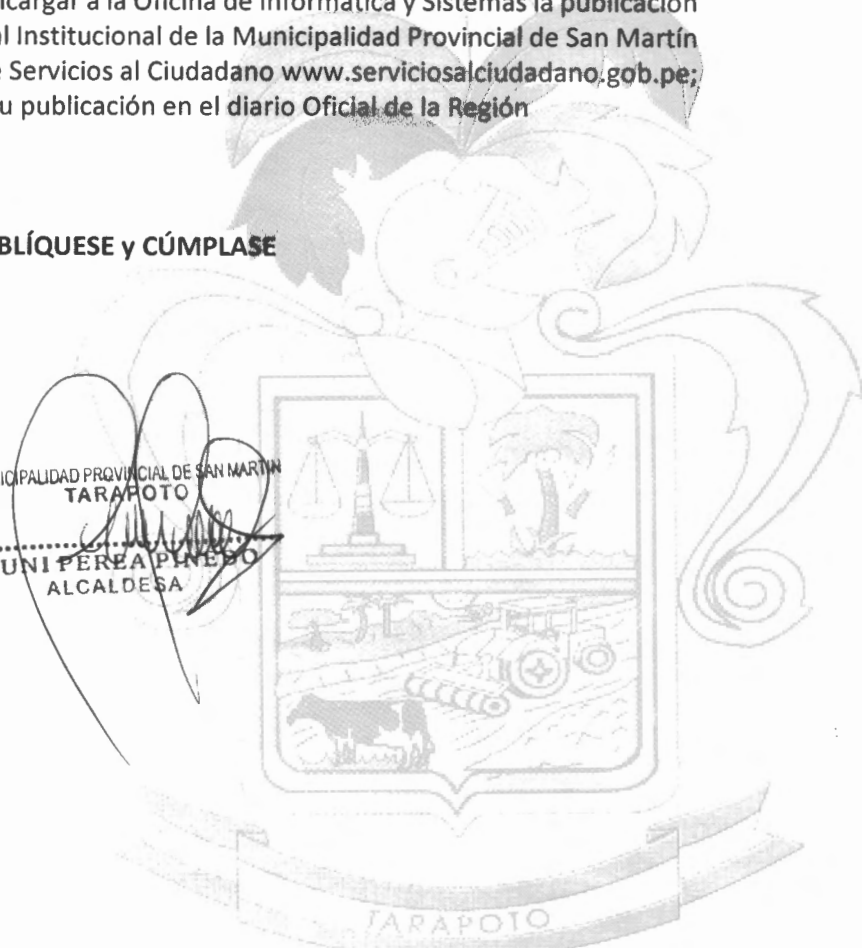 ncargar a la Oficina de Informática y Sistemas la publicación
al Institucional de la Municipalidad Provincial de San Martín
e Servicios al Ciudadano www.serviciosalciudadano.gob.pe;
u publicación en el diario Oficial de la Región
BLÍQUESE y CÚMPLASE
ICIPALIDAD PROVINCIAL DE SAN MARTIN
TARAPOTO
UNI PEREA PINEDO
ALCALDESA
TARAPOTO